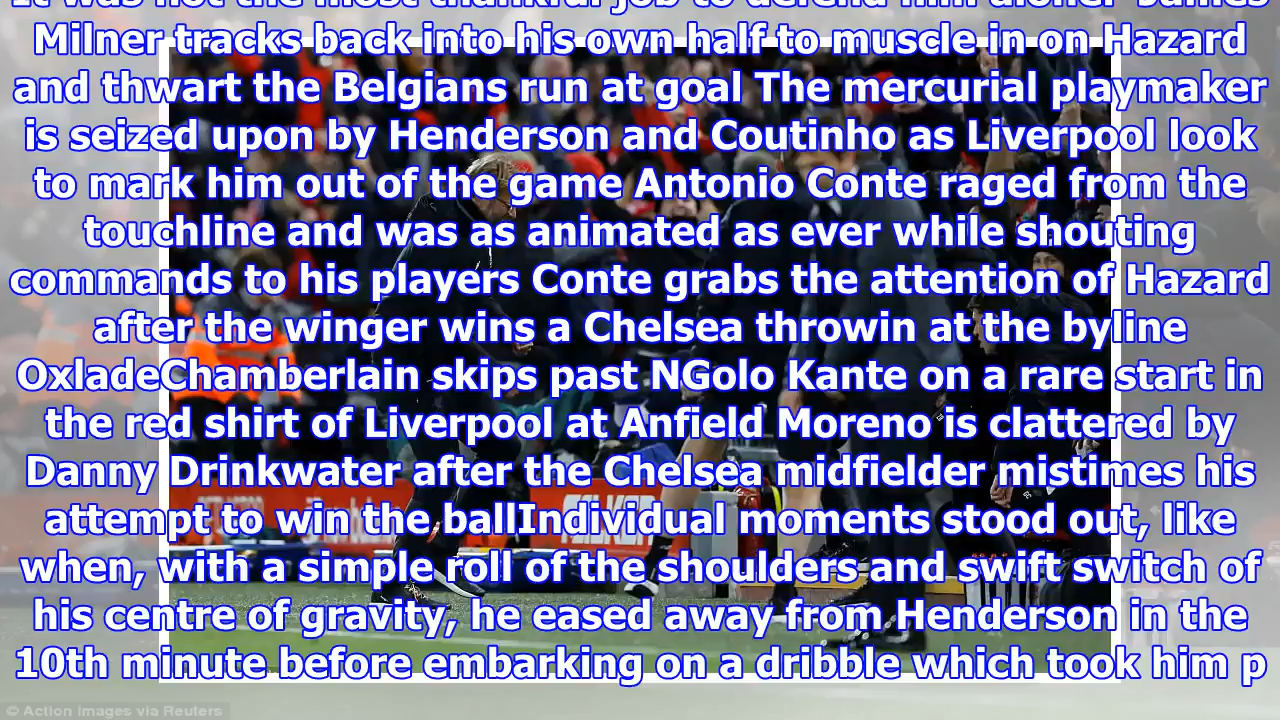 It was not the most thankful job to defend him alone. James
Milner tracks back into his own half to muscle in on Hazard
and thwart the Belgians run at goal The mercurial playmaker
is seized upon by Henderson and Coutinho as Liverpool look
to mark him out of the game Antonio Conte raged from the
touchline and was as animated as ever while shouting
commands to his players Conte grabs the attention of Hazard
after the winger wins a Chelsea throwin at the byline
OxladeChamberlain skips past NGolo Kante on a rare start in
the red shirt of Liverpool at Anfield Moreno is clattered by
Danny Drinkwater after the Chelsea midfielder mistimes his
attempt to win the ballIndividual moments stood out, like
when, with a simple roll of the shoulders and swift switch of
his centre of gravity, he eased away from Henderson in the
10th minute before embarking on a dribble which took him p
© Action Images via Reuters